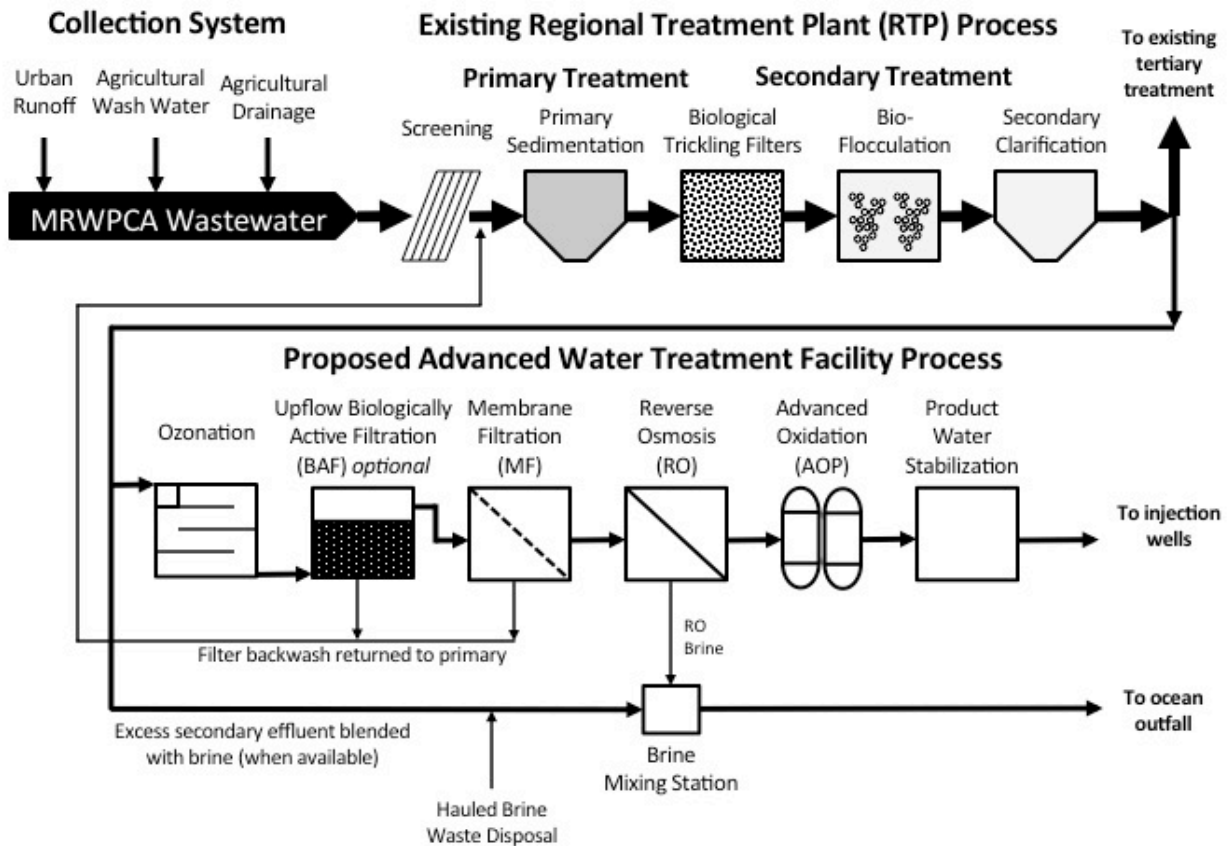 Collection System
Existing Regional Treatment Plant (RTP) Process
To existing
tertiary
treatment
Urban
Runoff
Agricultural
Wash Water
Agricultural
Drainage
Primary Treatment
Secondary Treatment
Screening
Primary
Sedimentation
Biological
Trickling Filters
Bio-
Flocculation
Secondary
Clarification
MRWPCA Wastewater
Proposed Advanced Water Treatment Facility Process
Ozonation
Upflow Biologically
Active Filtration
(BAF) optional
Membrane
Filtration
(MF)
Reverse
Osmosis
(RO)
Advanced
Oxidation
(AOP)
Product
Water
Stabilization
To injection
wells
RO
Brine
Filter backwash returned to primary
To ocean
outfall
Excess secondary effluent blended
with brine (when available)
Brine
Mixing Station
Hauled Brine
Waste Disposal